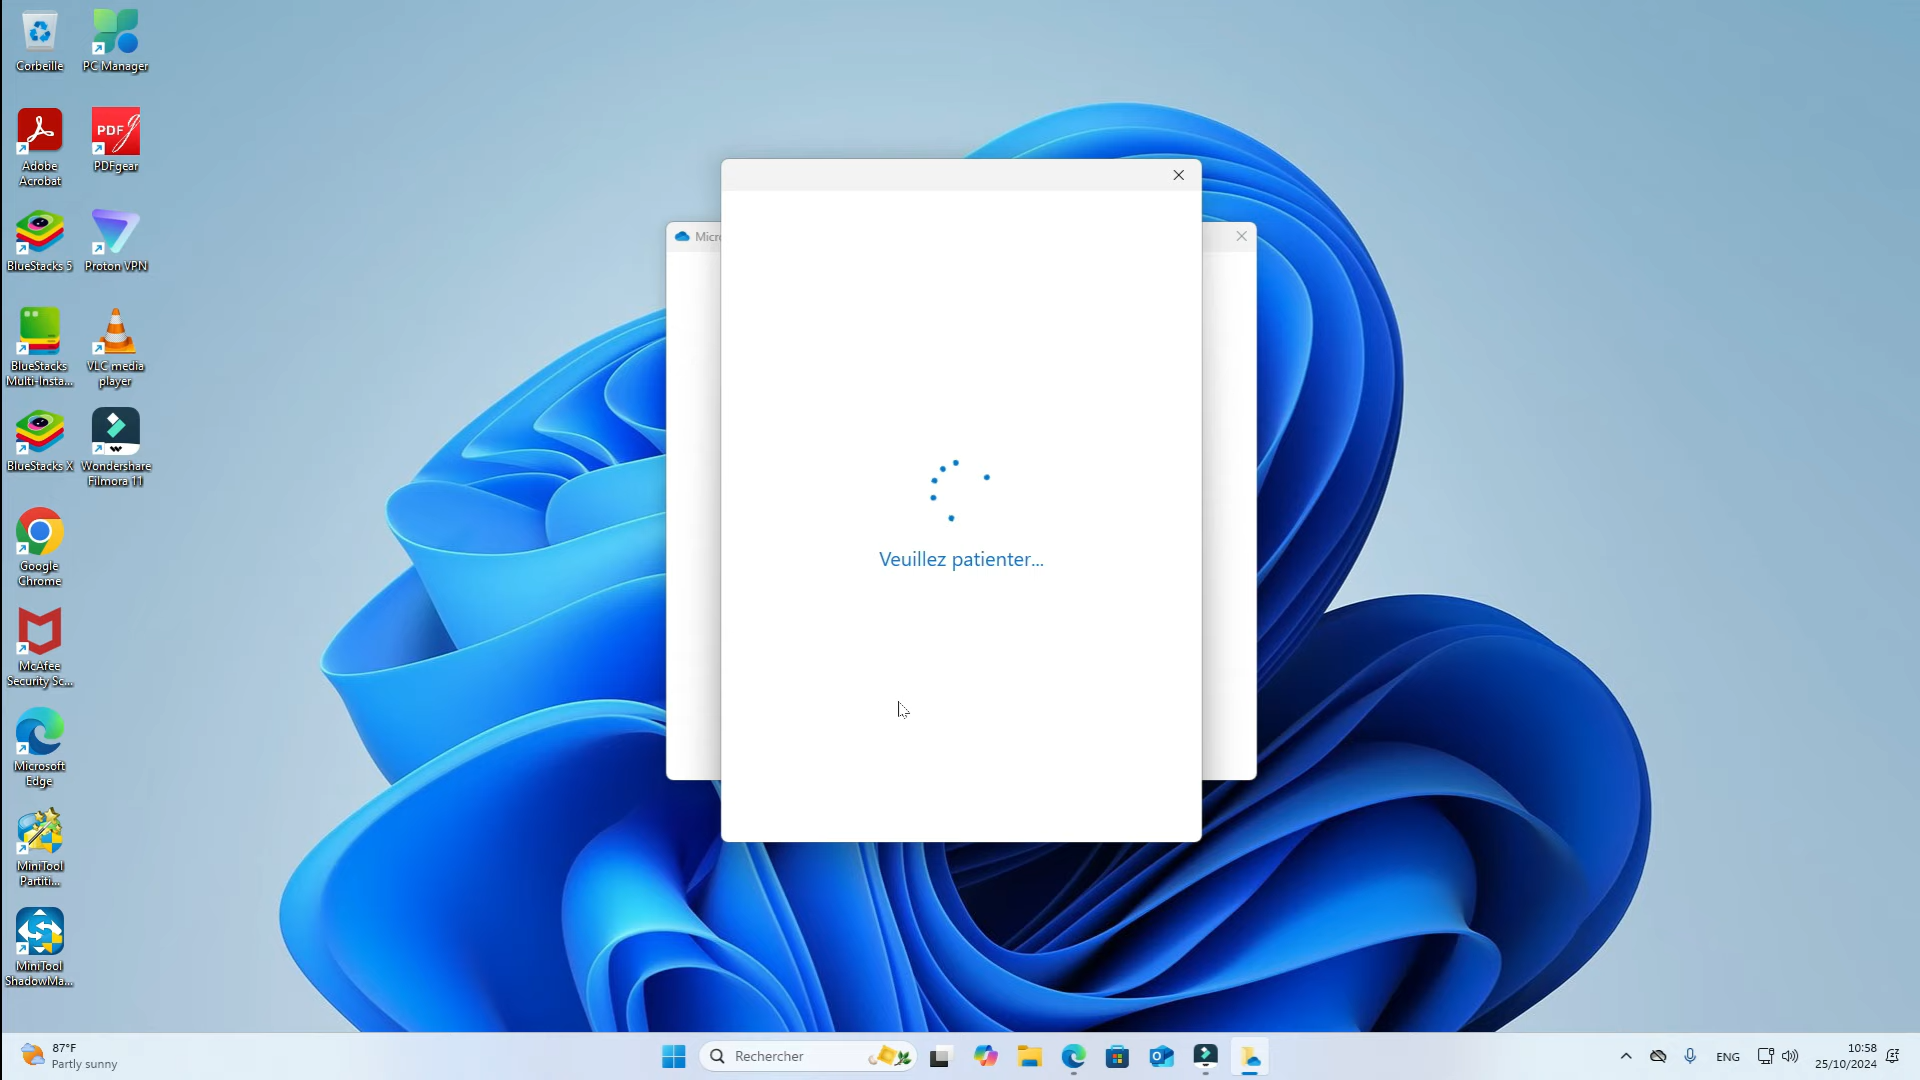 Corbeille
PC Manager
Adobe
Acrobat
PDF
PDFgear
BlueStacks 5
Proton VPN
BlueStacks
Multi-Insta...
VLC media
player
BlueStacks X
Wondershare
Filmora 11
Google
Chrome
McAfee
Security Sc...
Microsoft
Edge
MiniTool
Partiti...
MiniTool
ShadowMa...
Veuillez patienter...
87°F
Partly sunny
Rechercher
ENG
10:58
25/10/2024